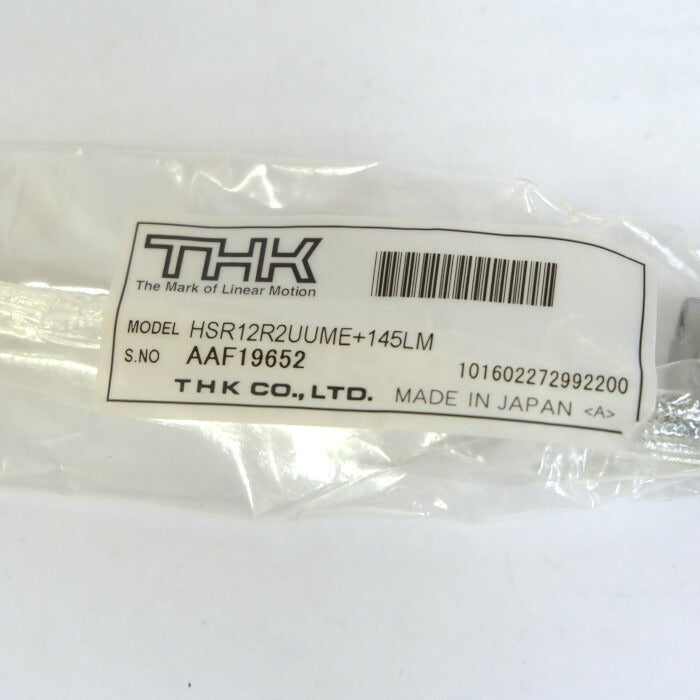 THK
The Mark of Linear Motion
MODEL HSR12R2UUME+145LM
S.NO AAF19652
101602272992200
THK CO.,LTD. MADE IN JAPAN <A>